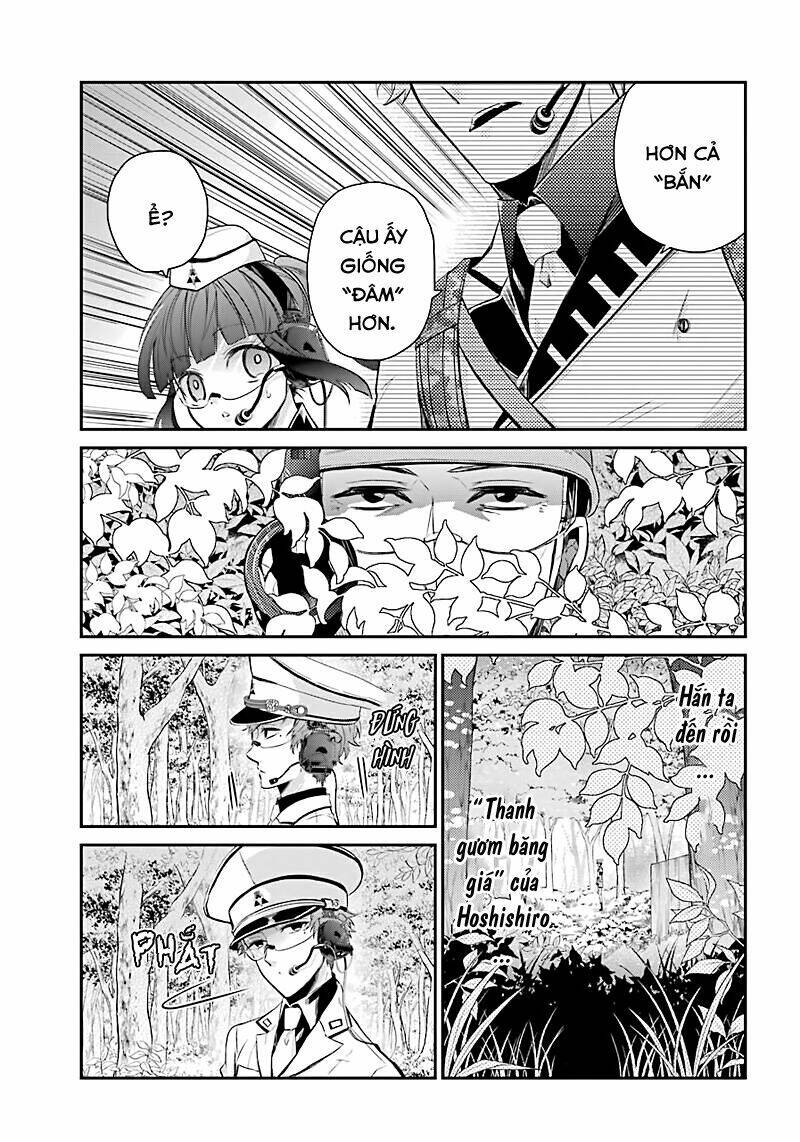 HƠN CẢ
"BẮN"
CẬU ẤY
GIỐNG
"ĐÂM"
HƠN.
Ể?
Hắn ta
đến rồi
...
"Thanh
gươm băng
giá" của
Hoshishiro
...
ĐỨNG
HÌNH
PHẮT